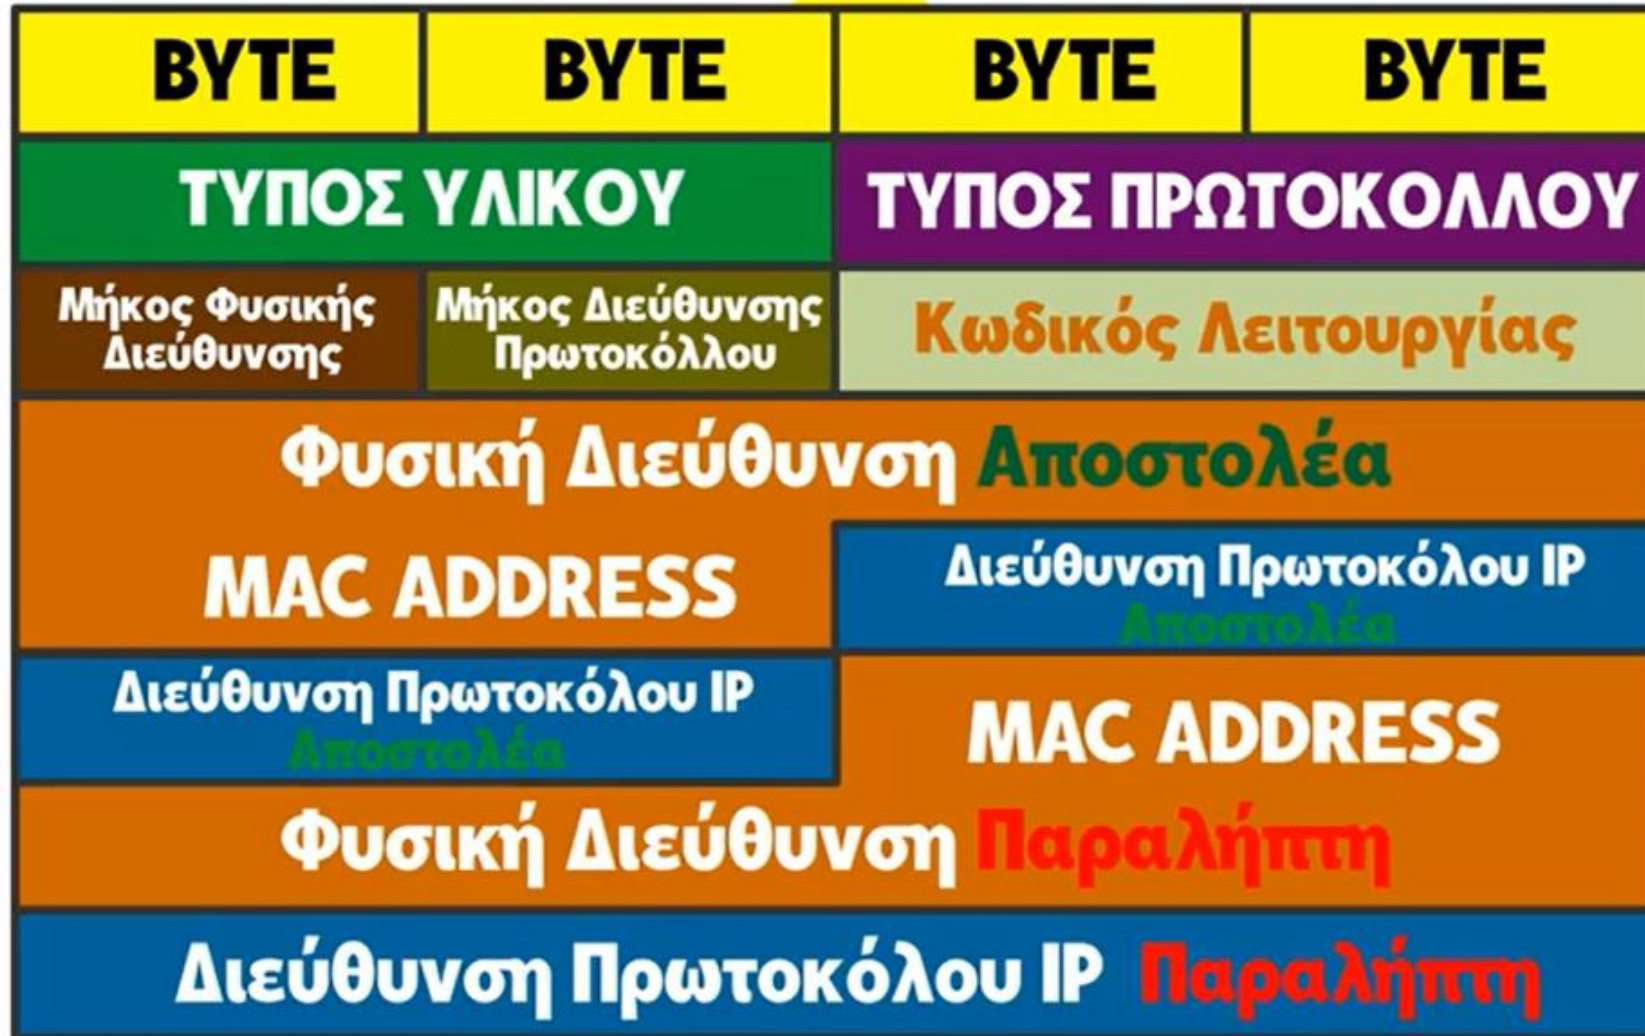 BYTE BYTE BYTE BYTE
ΤΥΠΟΣ ΥΛΙΚΟΥ ΤΥΠΟΣ ΠΡΩΤΟΚΟΛΛΟΥ
Μήκος Φυσικής
Διεύθυνσης
Μήκος Διεύθυνσης
Πρωτοκόλλου
Κωδικός Λειτουργίας
Φυσική Διεύθυνση Αποστολέα
MAC ADDRESS
Διεύθυνση Πρωτοκόλου IP
Αποστολέα
Διεύθυνση Πρωτοκόλου IP
Αποστολέα
MAC ADDRESS
Φυσική Διεύθυνση Παραλήπτη
Διεύθυνση Πρωτοκόλου IP Παραλήπτη